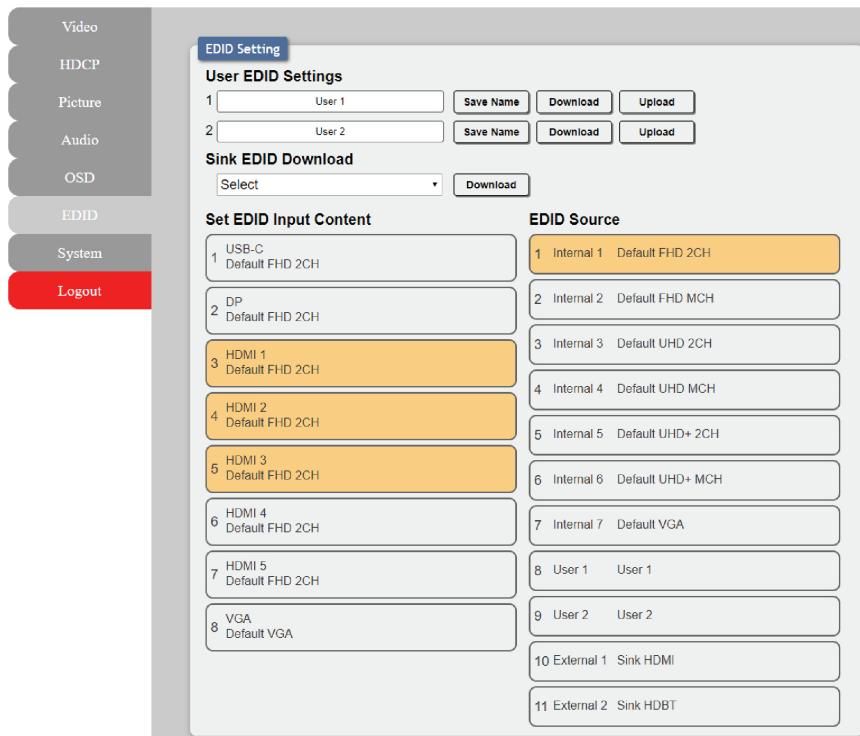 Video
HDCP
Picture
Audio
OSD
EDID
System
Logout
EDID Setting
User EDID Settings
1 User 1 Save Name Download Upload
2 User 2 Save Name Download Upload
Sink EDID Download
Select Download
Set EDID Input Content
1 USB-C
Default FHD 2CH
2 DP
Default FHD 2CH
3 HDMI 1
Default FHD 2CH
4 HDMI 2
Default FHD 2CH
5 HDMI 3
Default FHD 2CH
6 HDMI 4
Default FHD 2CH
7 HDMI 5
Default FHD 2CH
8 VGA
Default VGA
EDID Source
1 Internal 1 Default FHD 2CH
2 Internal 2 Default FHD MCH
3 Internal 3 Default UHD 2CH
4 Internal 4 Default UHD MCH
5 Internal 5 Default UHD+ 2CH
6 Internal 6 Default UHD+ MCH
7 Internal 7 Default VGA
8 User 1 User 1
9 User 2 User 2
10 External 1 Sink HDMI
11 External 2 Sink HDBT